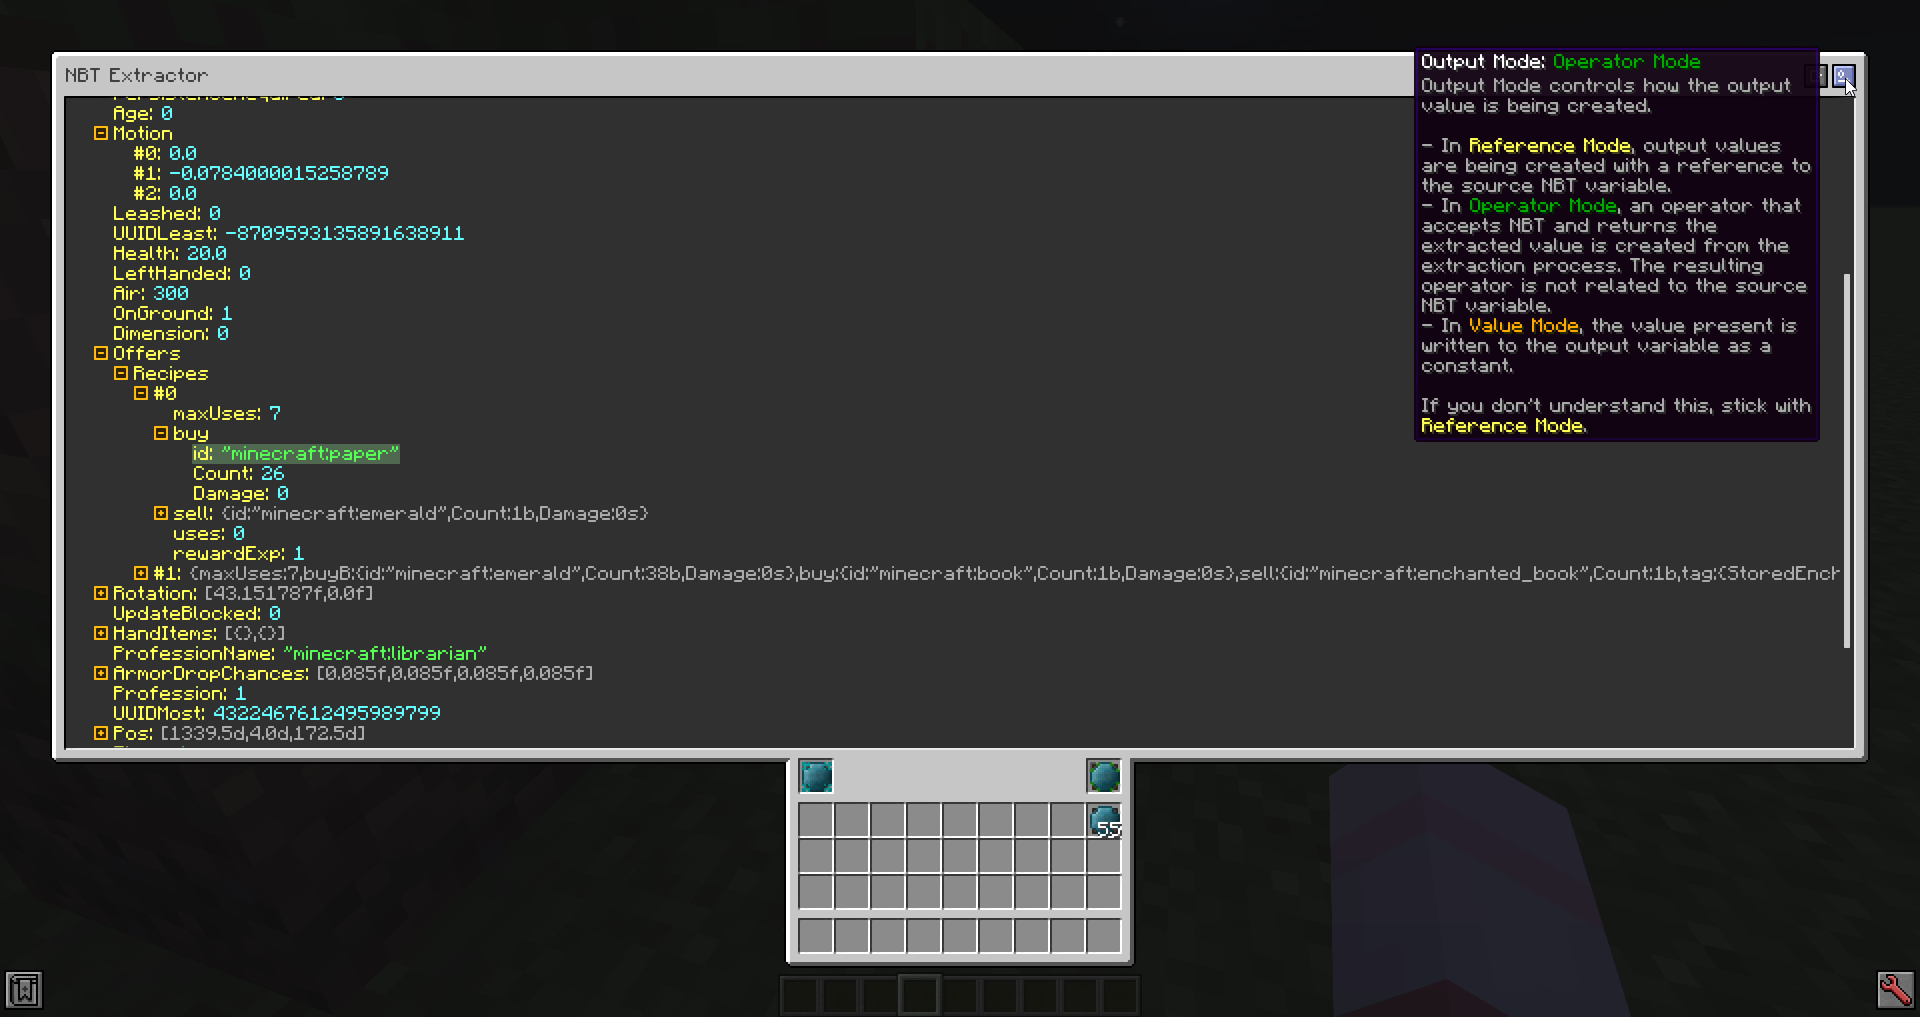 NBT Extractor
PersistenceRequired: 0
Age: 0
Motion
#0: 0.0
#1: -0.0784000015258789
#2: 0.0
Leashed: 0
UUIDLeast: -8709593135891638911
Health: 20.0
LeftHanded: 0
Air: 300
OnGround: 1
Dimension: 0
Offers
Recipes
#0
maxUses: 7
buy
id: "minecraft:paper"
Count: 26
Damage: 0
sell: {id:"minecraft:emerald",Count:1b,Damage:0s}
uses: 0
rewardExp: 1
#1: {maxUses:7,buyB:{id:"minecraft:emerald",Count:38b,Damage:0s},buy:{id:"minecraft:book",Count:1b,Damage:0s},sell:{id:"minecraft:enchanted_book",Count:1b,tag:{StoredEnch
Rotation: [43.151787f,0.0f]
UpdateBlocked: 0
HandItems: [{},{}]
ProfessionName: "minecraft:librarian"
ArmorDropChances: [0.085f,0.085f,0.085f,0.085f]
Profession: 1
UUIDMost: 4322467612495989799
Pos: [1339.5d,4.0d,172.5d]
Output Mode: Operator Mode
Output Mode controls how the output
value is being created.
- In Reference Mode, output values
are being created with a reference to
the source NBT variable.
- In Operator Mode, an operator that
accepts NBT and returns the
extracted value is created from the
extraction process. The resulting
operator is not related to the source
NBT variable.
- In Value Mode, the value present is
written to the output variable as a
constant.
If you don't understand this, stick with
Reference Mode.
55